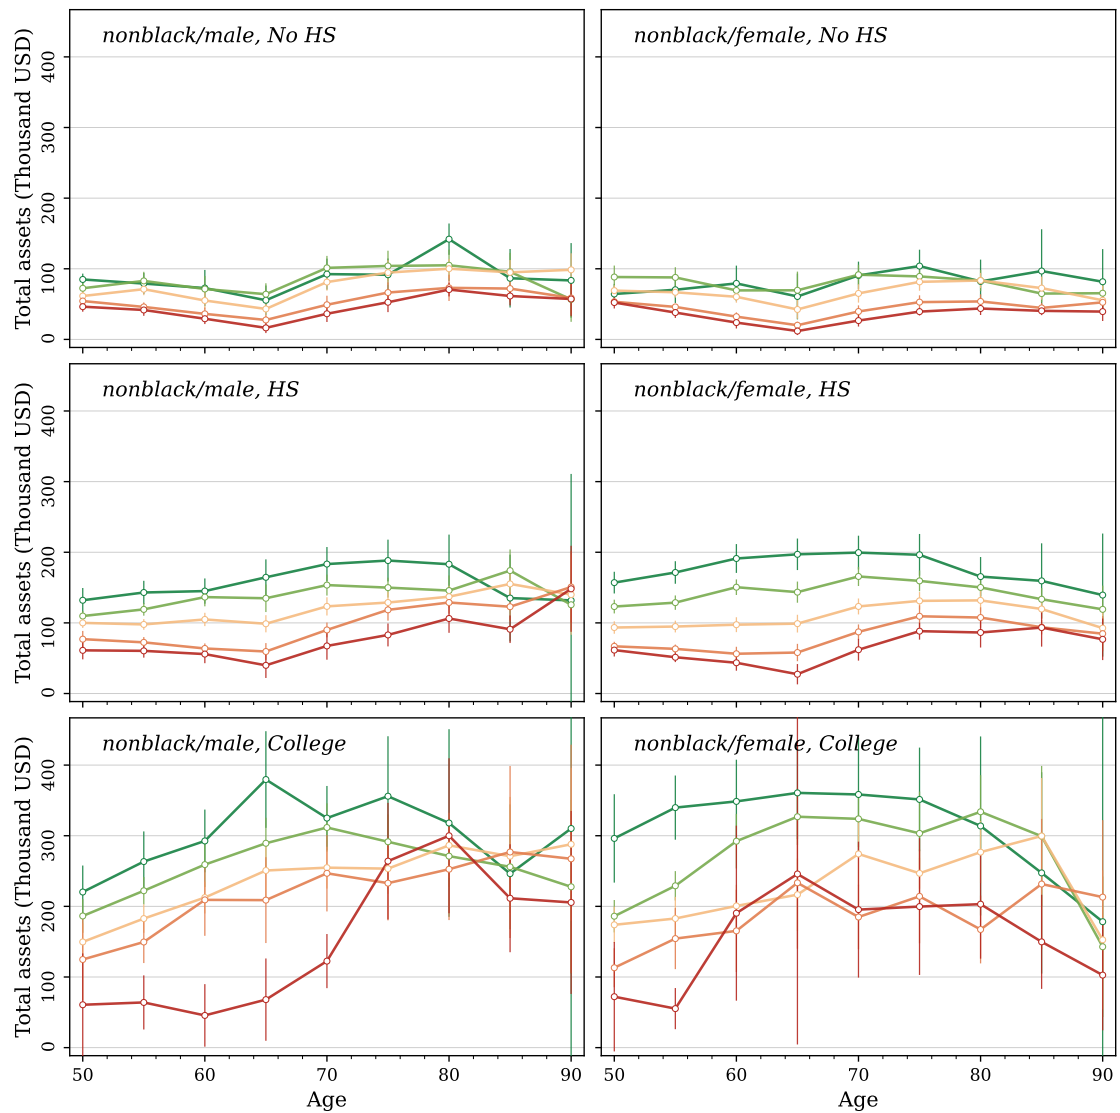 nonblack/male, No HS
nonblack/female, No HS
Total assets (Thousand USD)
400
300
200
100
0
nonblack/male, HS
nonblack/female, HS
Total assets (Thousand USD)
400
300
200
100
0
nonblack/male, College
nonblack/female, College
Total assets (Thousand USD)
400
300
200
100
0
50 60 70 80 90 50 60 70 80 90
Age Age